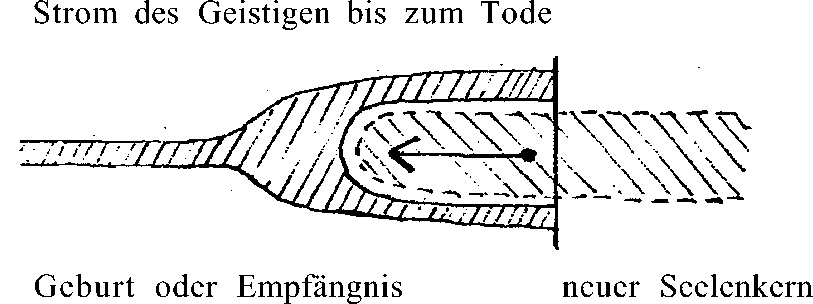 Strom des Geistigen bis zum Tode
Geburt oder Empfängnis neuer Seelenkern